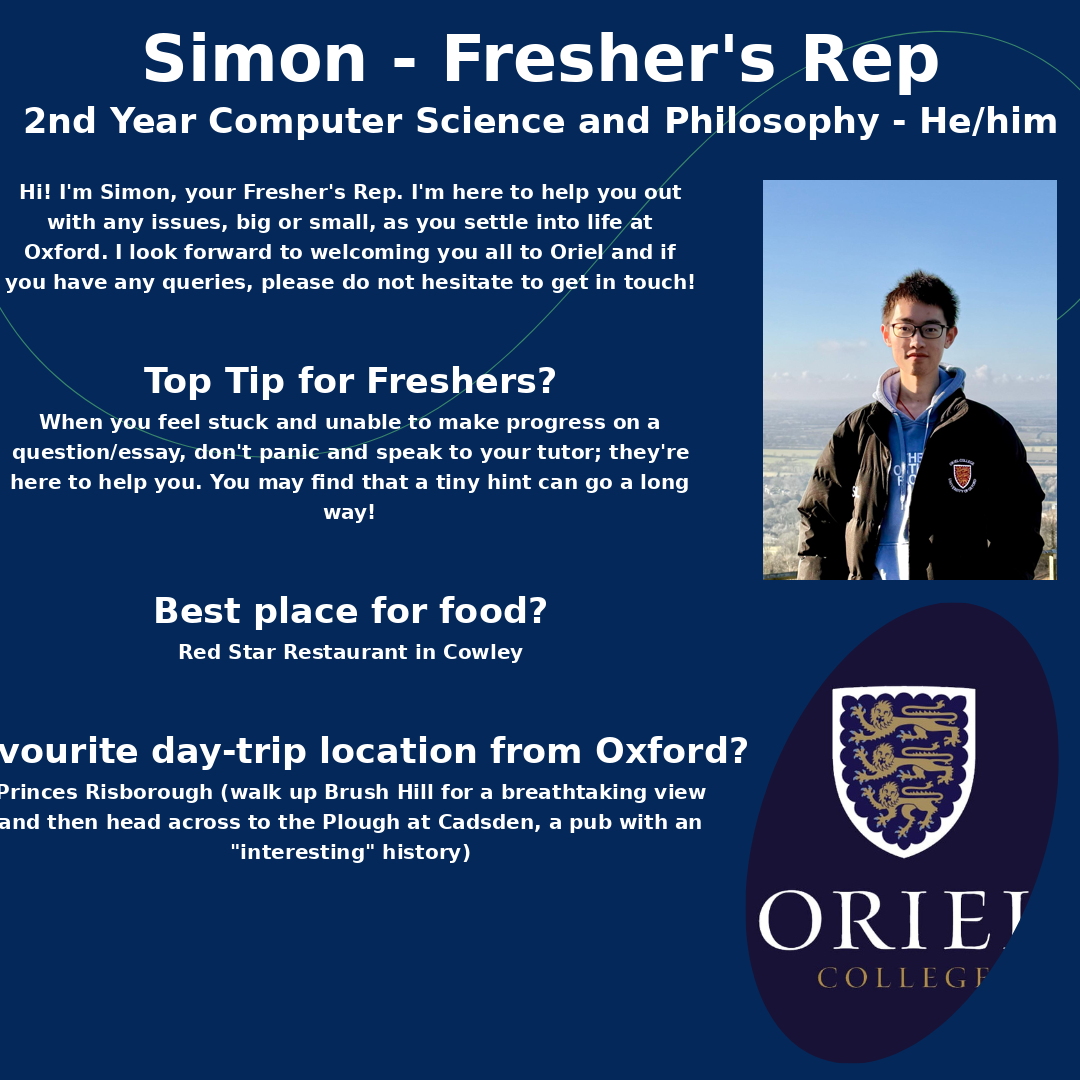 Simon - Fresher's Rep
2nd Year Computer Science and Philosophy - He/him
Hi! I'm Simon, your Fresher's Rep. I'm here to help you out
with any issues, big or small, as you settle into life at
Oxford. I look forward to welcoming you all to Oriel and if
you have any queries, please do not hesitate to get in touch!
Top Tip for Freshers?
When you feel stuck and unable to make progress on a
question/essay, don't panic and speak to your tutor; they're
here to help you. You may find that a tiny hint can go a long
way!
Best place for food?
Red Star Restaurant in Cowley
vourite day-trip location from Oxford?
Princes Risborough (walk up Brush Hill for a breathtaking view
and then head across to the Plough at Cadsden, a pub with an
"interesting" history)
ORIEL
COLLEGE